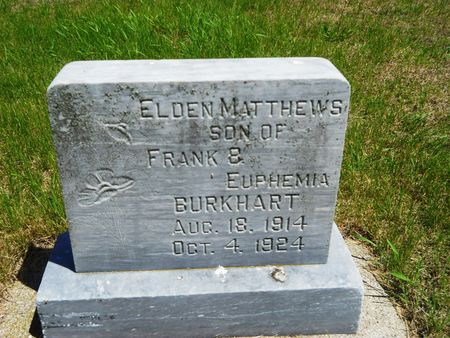 ELDEN MATTHEWS
SON OF
FRANK &
EUPHEMIA
BURKHART
AUG. 18. 1914
OCT. 4. 1924